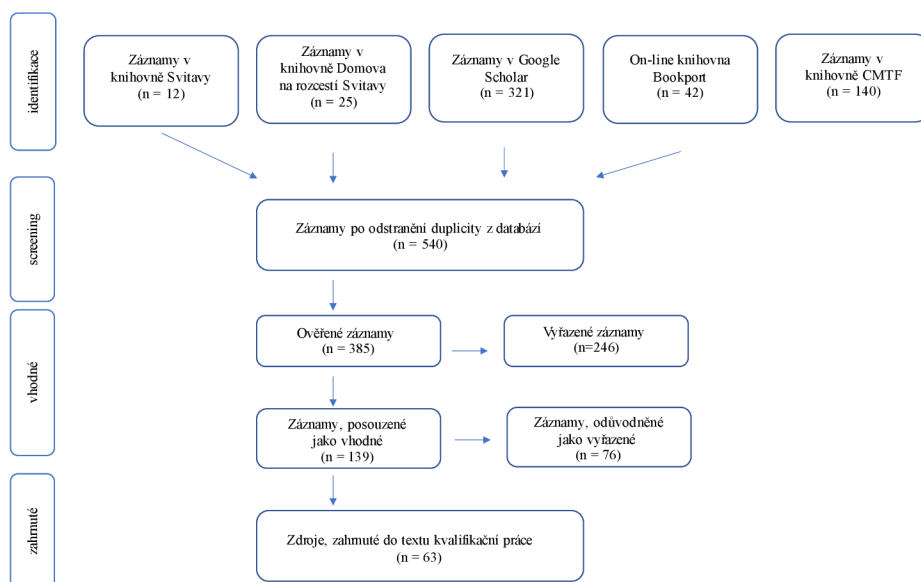 identifikace
Záznamy v
knihovně Svitavy
(n = 12)
Záznamy v
knihovně Domova
na rozcestí Svitavy
(n = 25)
Záznamy v Google
Scholar
(n = 321)
On-line knihovna
Bookport
(n = 42)
Záznamy v
knihovně CMTF
(n = 140)
screening
Záznamy po odstranění duplicity z databází
(n = 540)
vhodné
Ověřené záznamy
(n = 385)
Vyřazené záznamy
(n=246)
Záznamy, posouzené
jako vhodné
(n = 139)
Záznamy, odůvodněné
jako vyřazené
(n = 76)
zahrnuté
Zdroje, zahrnuté do textu kvalifikační práce
(n = 63)